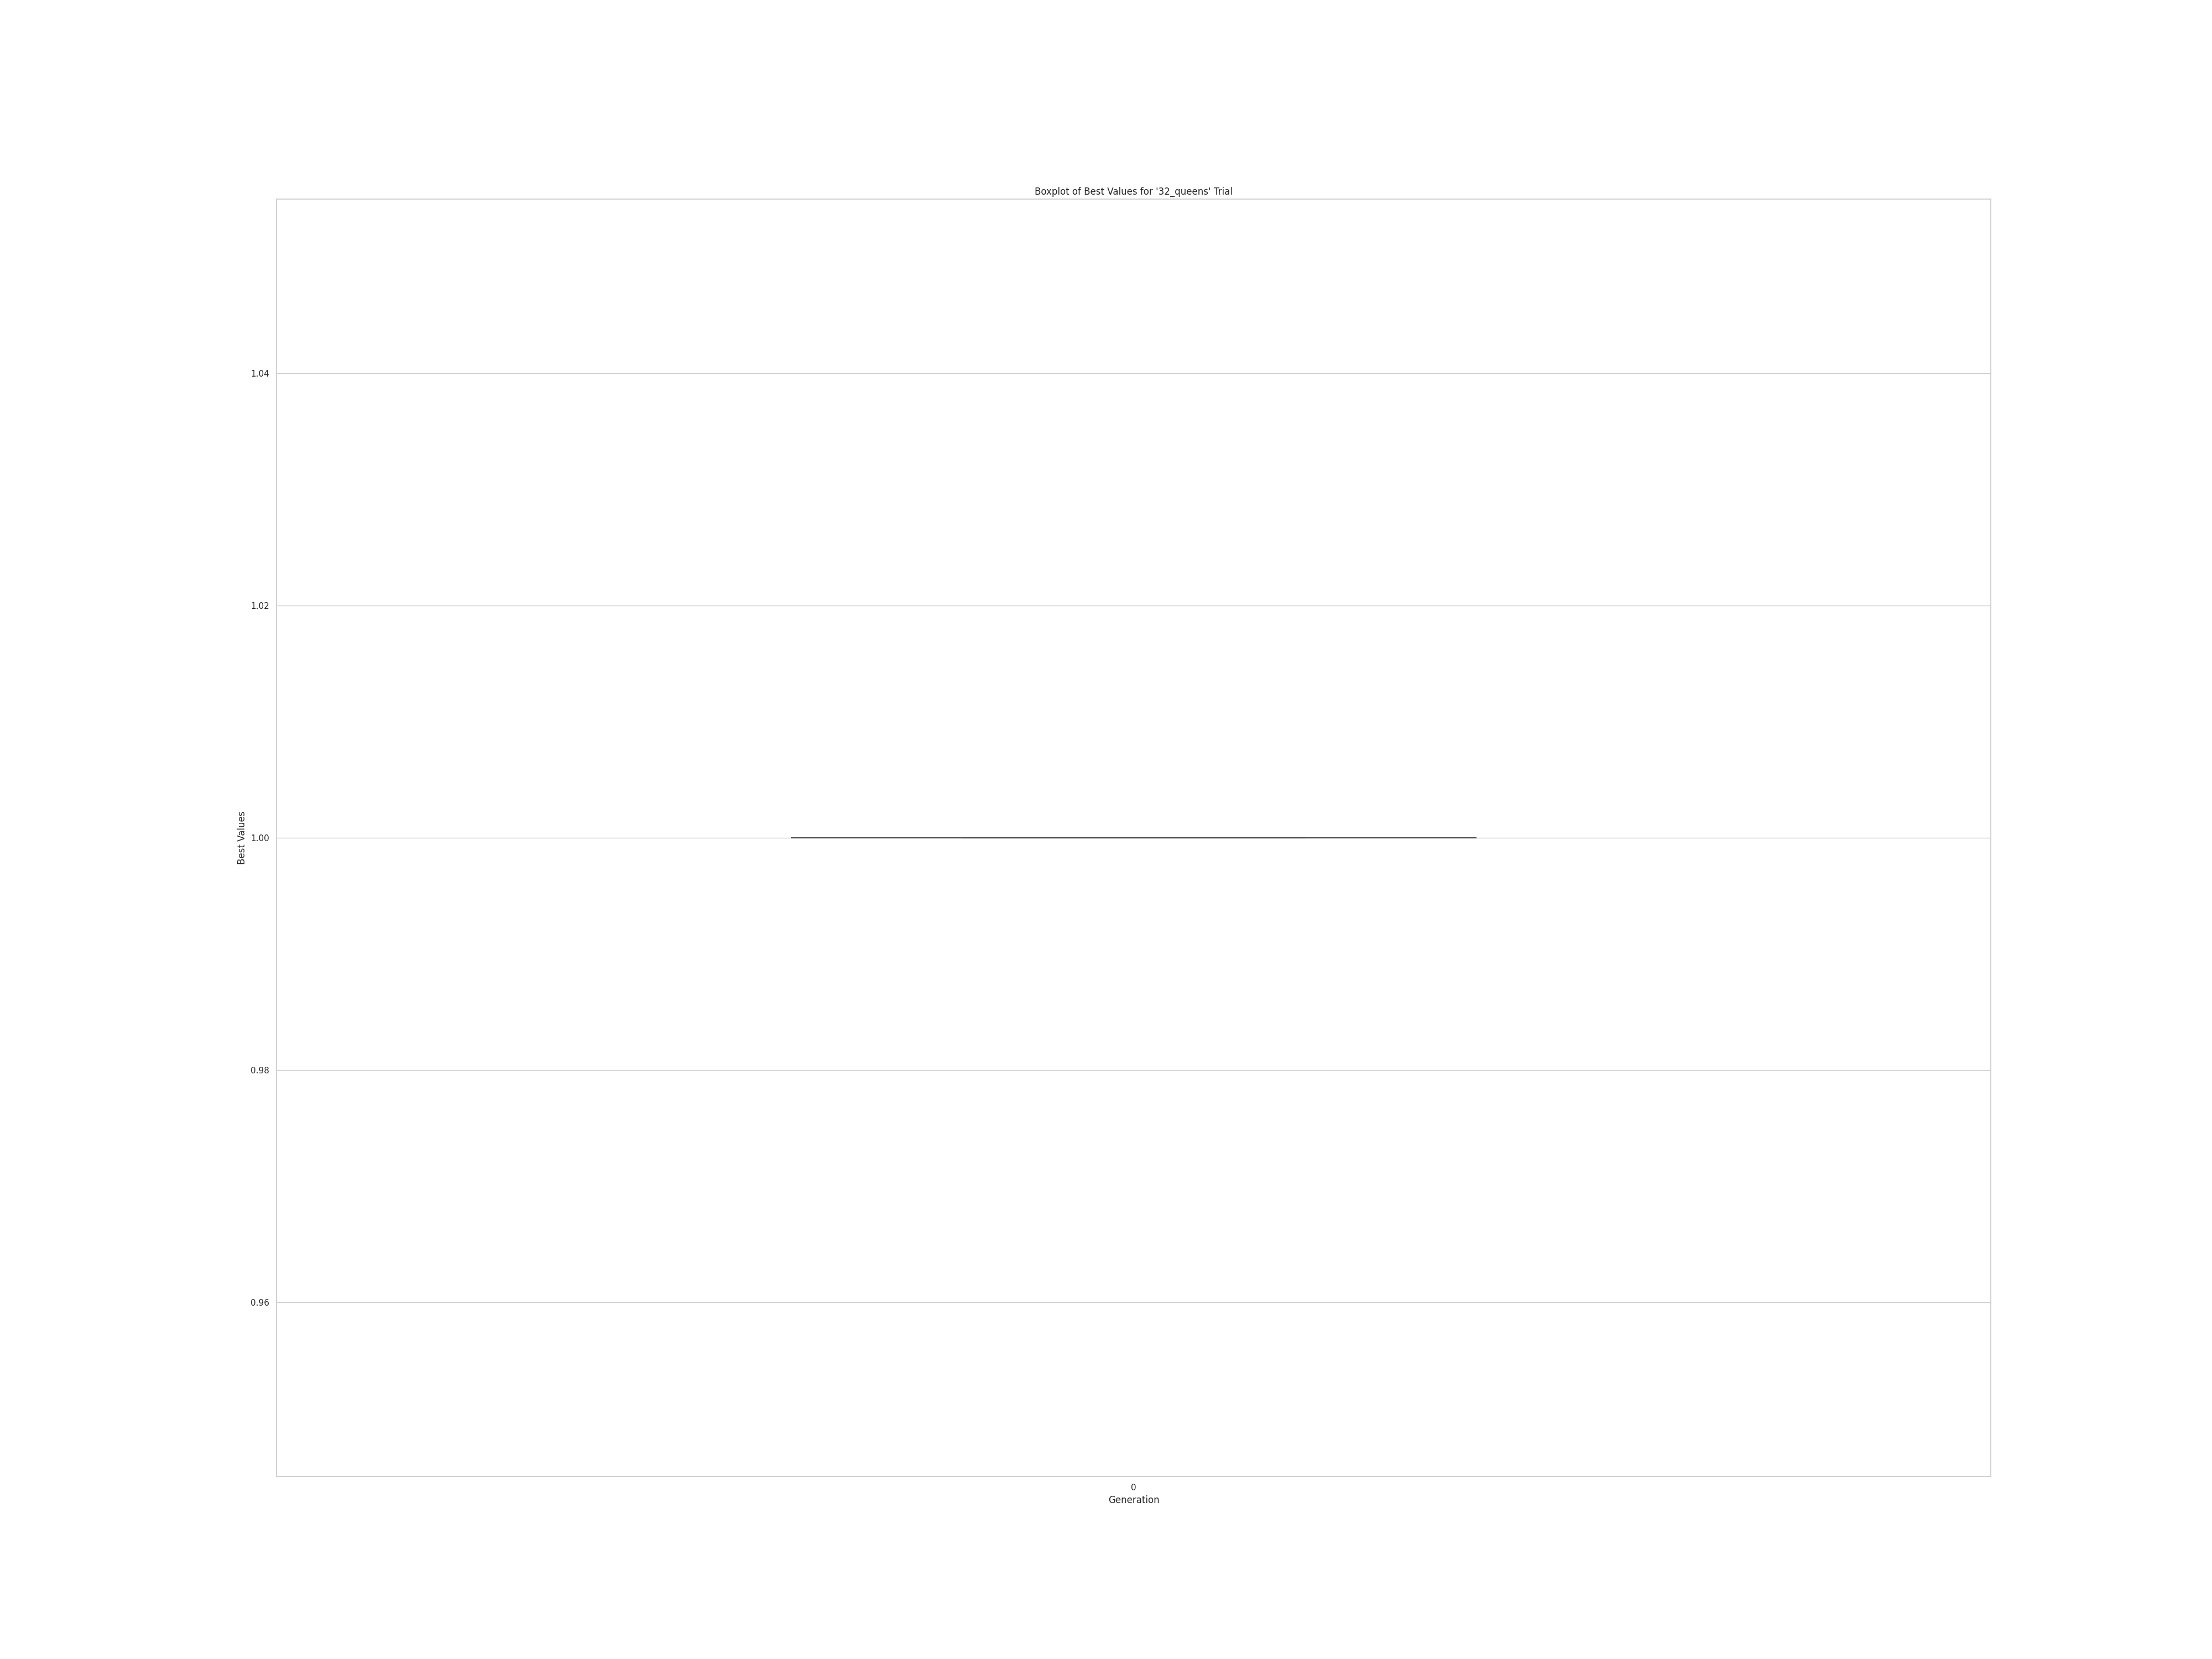 Boxplot of Best Values for '32_queens' Trial
1.04
1.02
1.00
0.98
0.96
Best Values
0
Generation